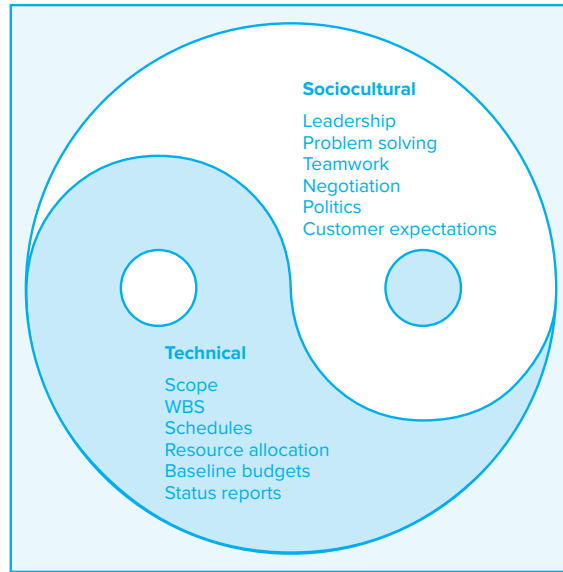 Sociocultural
Leadership
Problem solving
Teamwork
Negotiation
Politics
Customer expectations
Technical
Scope
WBS
Schedules
Resource allocation
Baseline budgets
Status reports